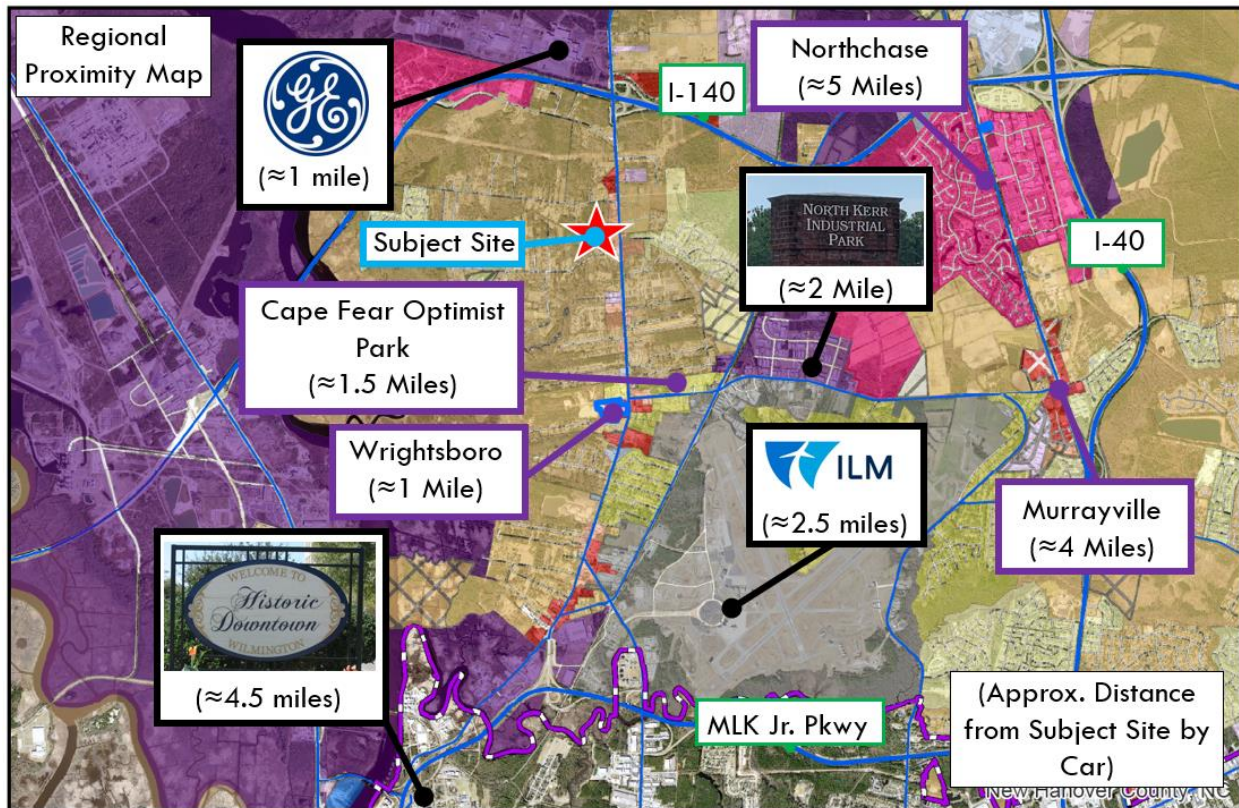 Regional
Proximity Map
GE
(≈1 mile)
I-140
Northchase
(≈5 Miles)
Subject Site
NORTH KERR
INDUSTRIAL
PARK
(≈2 Mile)
I-40
Cape Fear Optimist
Park
(≈1.5 Miles)
Wrightsboro
(≈1 Mile)
ILM
(≈2.5 miles)
Murrayville
(≈4 Miles)
WELCOME TO
Historic
Downtown
WILMINGTON
(≈4.5 miles)
MLK Jr. Pkwy
(Approx. Distance
from Subject Site by
Car)
New Hanover County, NC